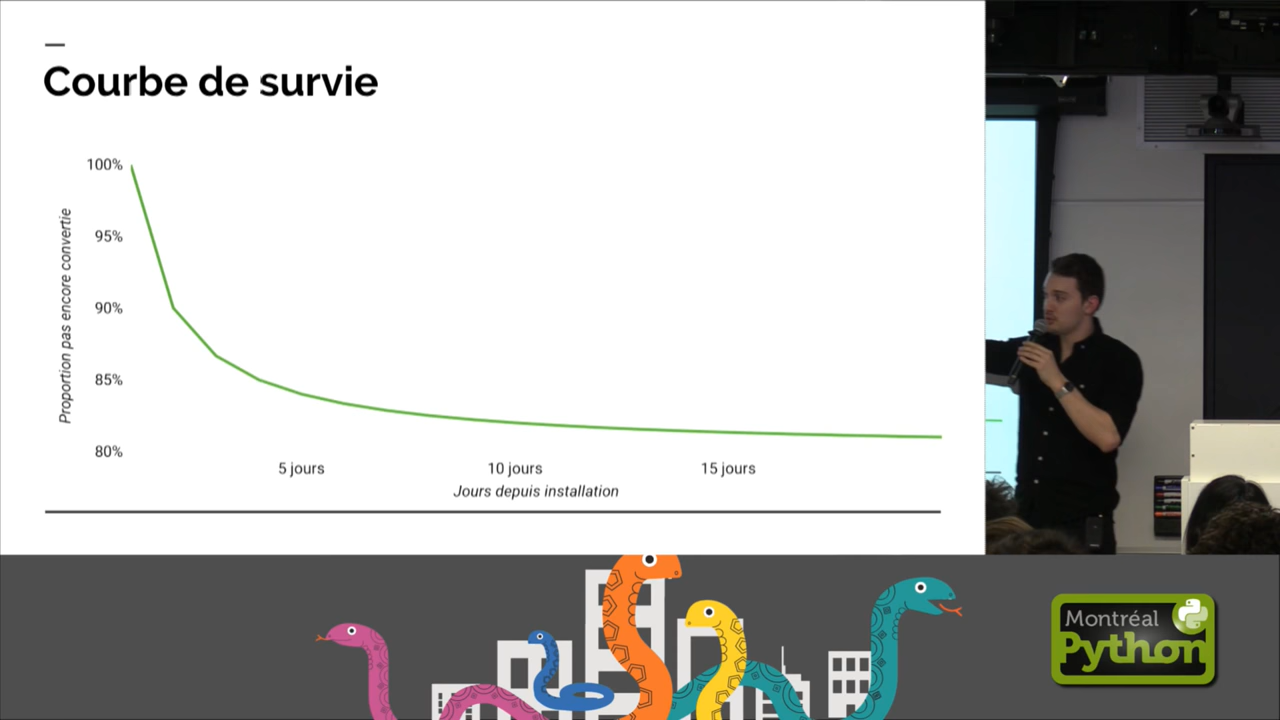 Courbe de survie
100%
95%
90%
85%
80%
Proportion pas encore convertie
5 jours
10 jours
15 jours
Jours depuis installation
Montréal
Python